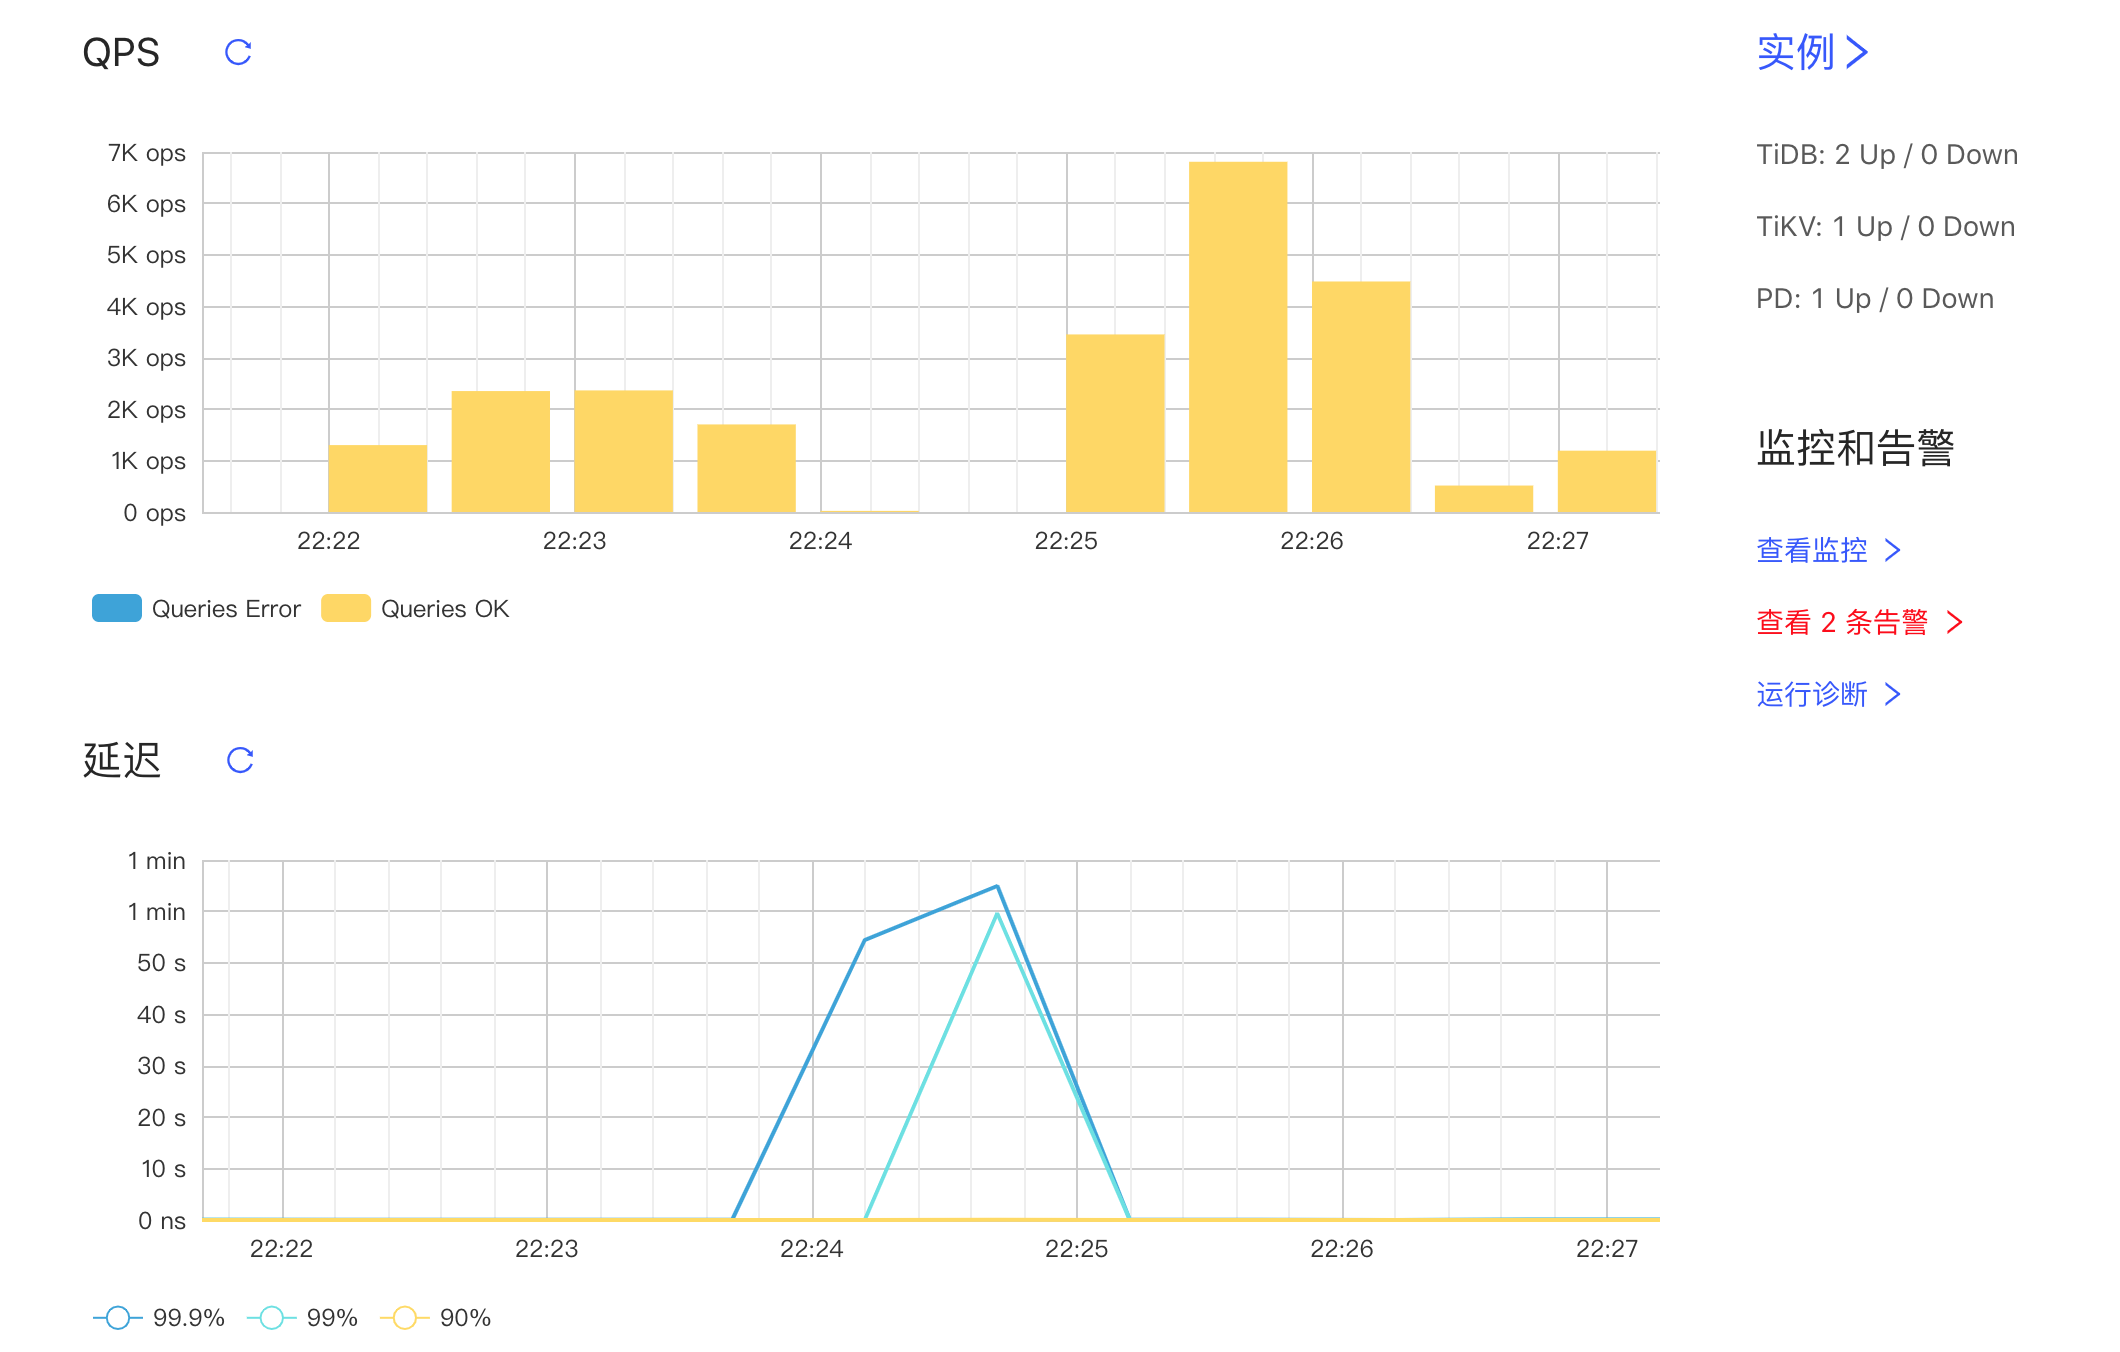 QPS
7K ops
6K ops
5K ops
4K ops
3K ops
2K ops
1K ops
0 ops
22:22 22:23 22:24 22:25 22:26 22:27
Queries Error Queries OK
延迟
1 min
1 min
50 s
40 s
30 s
20 s
10 s
0 ns
22:22 22:23 22:24 22:25 22:26 22:27
99.9% 99% 90%
实例
TiDB: 2 Up / 0 Down
TiKV: 1 Up / 0 Down
PD: 1 Up / 0 Down
监控和告警
查看监控
查看 2 条告警
运行诊断